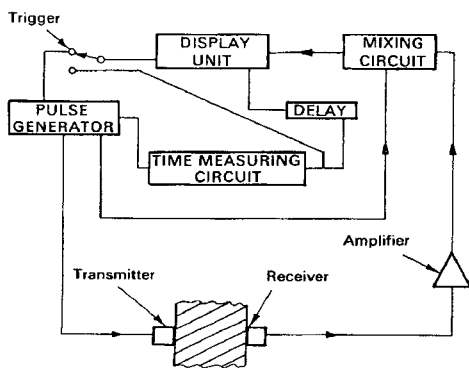 Trigger
DISPLAY
UNIT
MIXING
CIRCUIT
PULSE
GENERATOR
DELAY
TIME MEASURING
CIRCUIT
Amplifier
Transmitter
Receiver